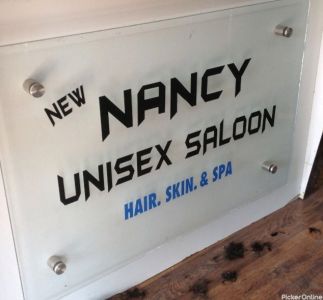 NEW NANCY
UNISEX SALOON
HAIR. SKIN. & SPA
PickerOnline